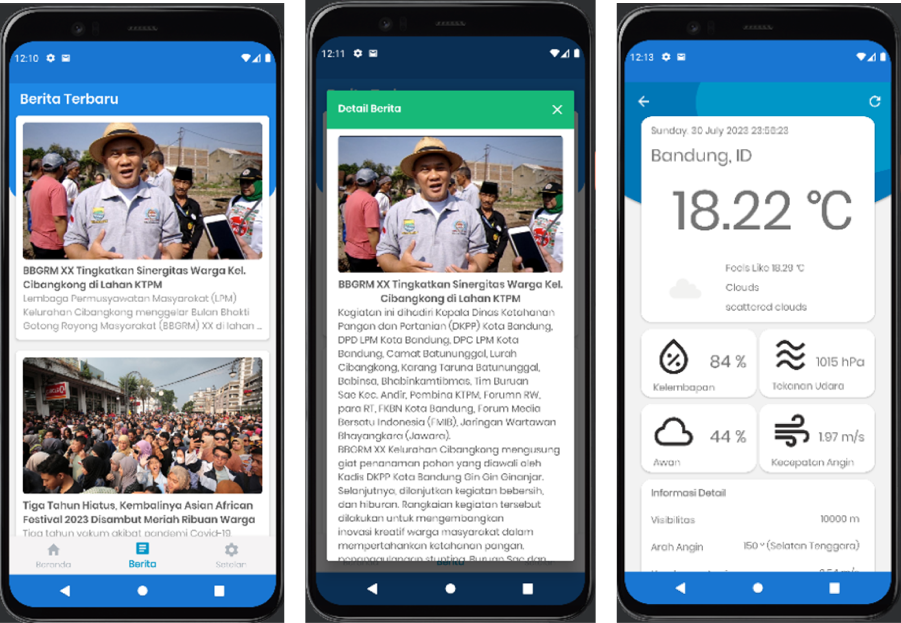 12:10
Berita Terbaru
BBGRM XX Tingkatkan Sinergitas Warga Kel.
Cibangkong di Lahan KTPM
Lembaga Permusyawatan Masyarakat (LPM)
Kelurahan Cibangkong menggelar Bulan Bhakti
Gotong Royong Masyarakat (BBGRM) XX di lahan ...
Tiga Tahun Hiatus, Kembalinya Asian African
Festival 2023 Disambut Meriah Ribuan Warga
Tiga tahun vakum akibat pandemi Covid-19
Beranda
Berita
Setelan
12:11
Detail Berita
BBGRM XX Tingkatkan Sinergitas Warga Kel.
Cibangkong di Lahan KTPM
Kegiatan ini dihadiri Kepala Dinas Ketahanan
Pangan dan Pertanian (DKPP) Kota Bandung,
DPD LPM Kota Bandung, DPC LPM Kota
Bandung, Camat Batununggal, Lurah
Cibangkong, Karang Taruna Batununggal,
Babinsa, Bhabinkamtibmas, Tim Buruan
Sae Kec. Andir, Pembina KTPM, Forumn RW,
para RT, FKBN Kota Bandung, Forum Media
Bersatu Indonesia (FMIB), Jaringan Wartawan
Bhayangkara (Jawara).
BBGRM XX Kelurahan Cibangkong mengusung
giat penanaman pohon yang diawali oleh
Kadis DKPP Kota Bandung Gin Gin Ginanjar.
Selanjutnya, dilanjutkan kegiatan bebersih,
dan hiburan. Rangkaian kegiatan tersebut
dilakukan untuk mengembangkan
inovasi kreatif warga masyarakat dalam
mempertahankan ketahanan pangan,
penanggulangan stunting, Buruan Sae dan
12:13
Sunday, 30 July 2023 23:58:23
Bandung, ID
18.22 °C
Feels Like 18.29 °C
Clouds
scattered clouds
84 %
Kelembapan
1015 hPa
Tekanan Udara
44 %
Awan
1.97 m/s
Kecepatan Angin
Informasi Detail
Visibilitas 10000 m
Arah Angin 150 ° (Selatan Tenggara)